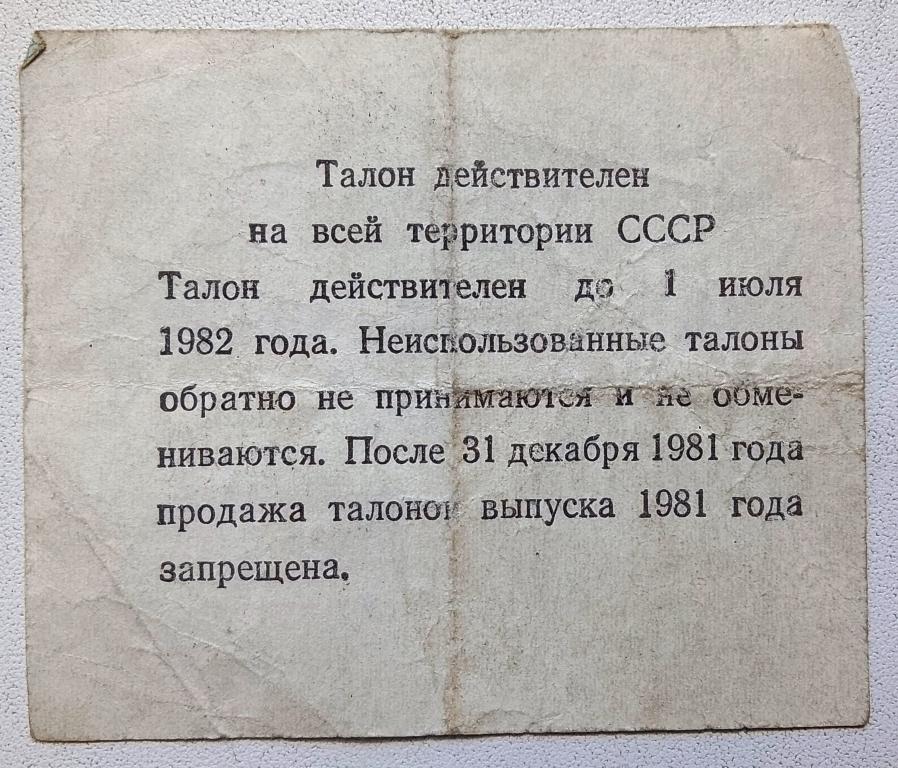 Талон действителен
на всей территории СССР
Талон действителен до 1 июля
1982 года. Неиспользованные талоны
обратно не принимаются и не обме-
ниваются. После 31 декабря 1981 года
продажа талонов выпуска 1981 года
запрещена.